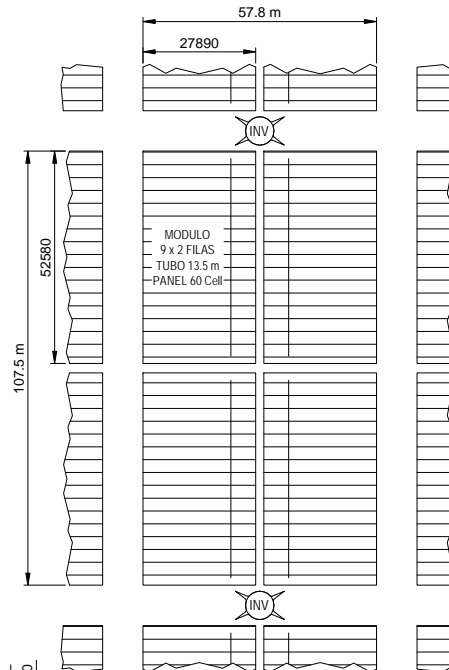 57.8 m
27890
INV
52580
107.5 m
MODULO
9 x 2 FILAS
TUBO 13.5 m
PANEL 60 Cell
INV